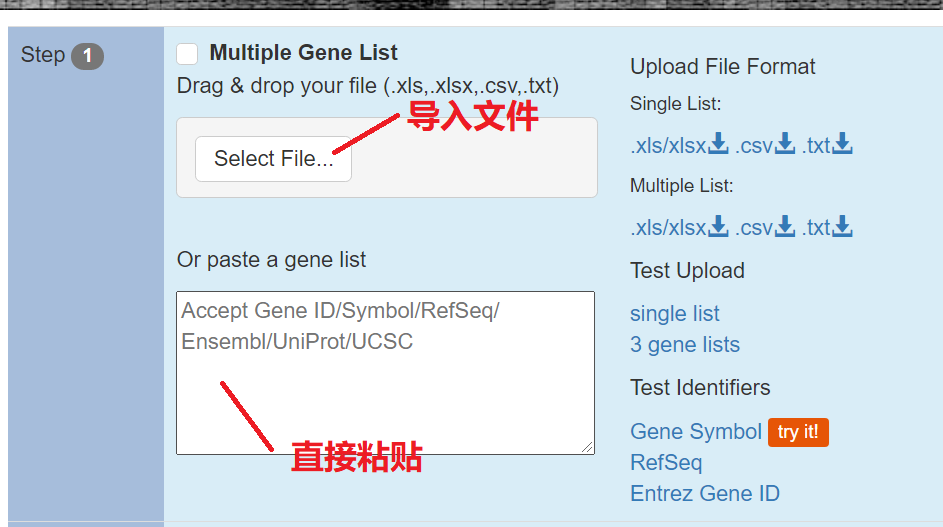 Step 1
Multiple Gene List
Drag & drop your file (.xls,.xlsx,.csv,.txt)
导入文件
Select File...
Or paste a gene list
Accept Gene ID/Symbol/RefSeq/
Ensembl/UniProt/UCSC
直接粘贴
Upload File Format
Single List:
.xls/xlsx .csv .txt
Multiple List:
.xls/xlsx .csv .txt
Test Upload
single list
3 gene lists
Test Identifiers
Gene Symbol try it!
RefSeq
Entrez Gene ID